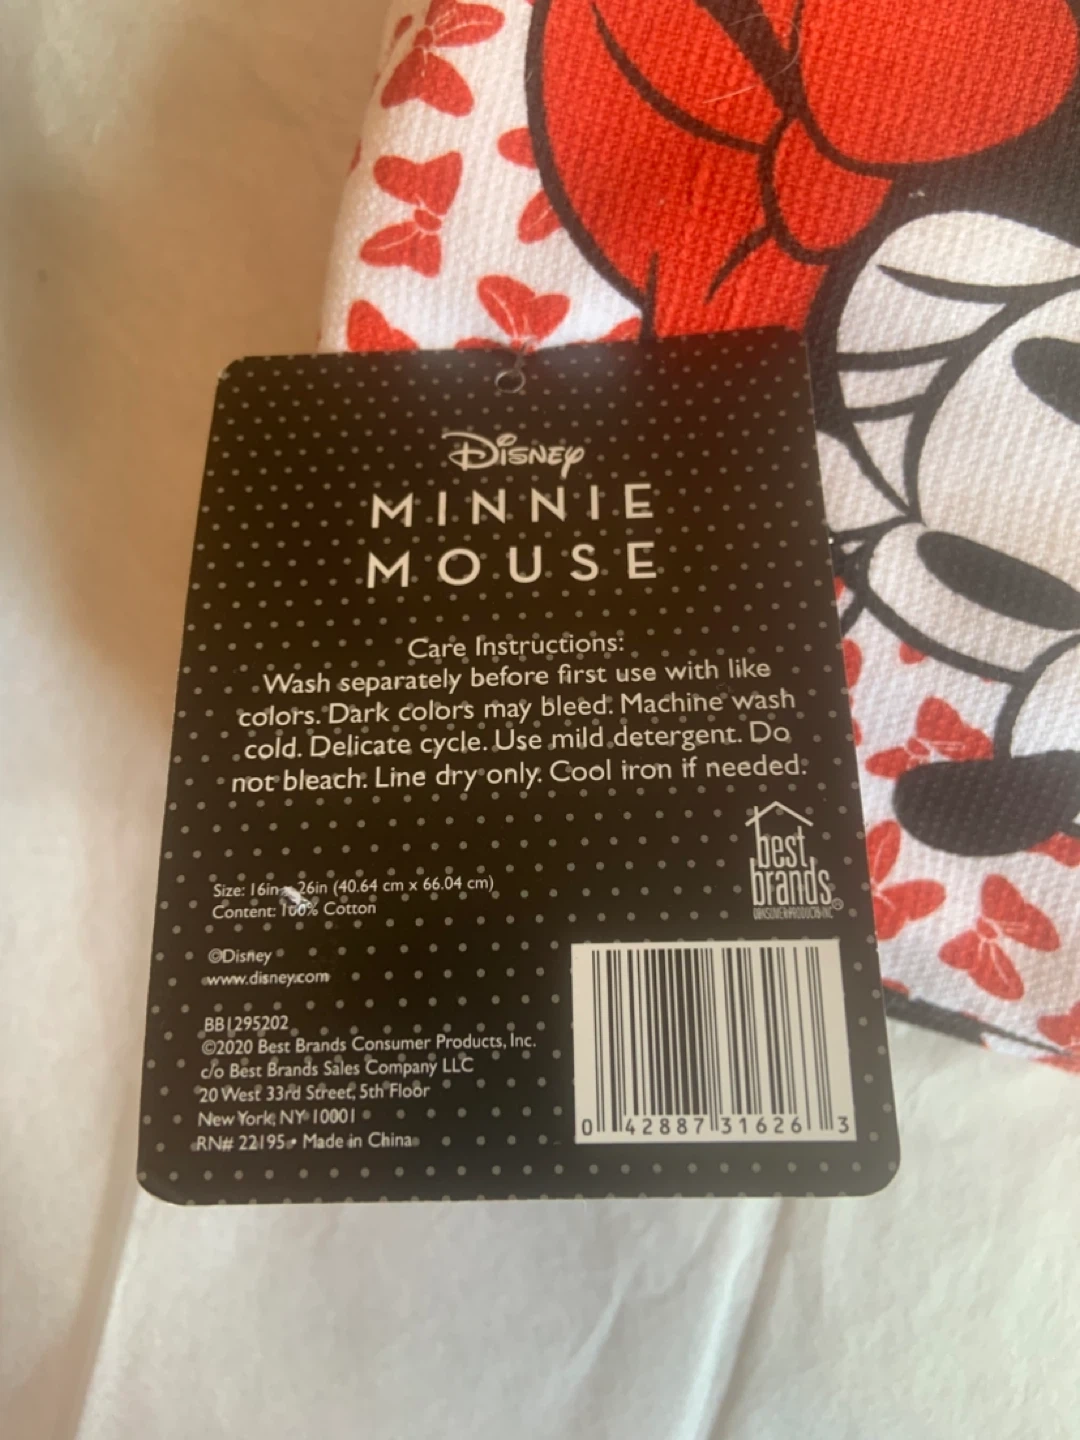 Disney
MINNIE
MOUSE
Care Instructions:
Wash separately before first use with like
colors. Dark colors may bleed. Machine wash
cold. Delicate cycle. Use mild detergent. Do
not bleach. Line dry only. Cool iron if needed.
best
brands
CONSUMER PRODUCTS, INC.
Size: 16in x 26in (40.64 cm x 66.04 cm)
Content: 100% Cotton
©Disney
www.disney.com
BB1295202
©2020 Best Brands Consumer Products, Inc.
c/o Best Brands Sales Company LLC
20 West 33rd Street, 5th Floor
New York, NY 10001
RN# 22195 • Made in China
0 42887 31626 3